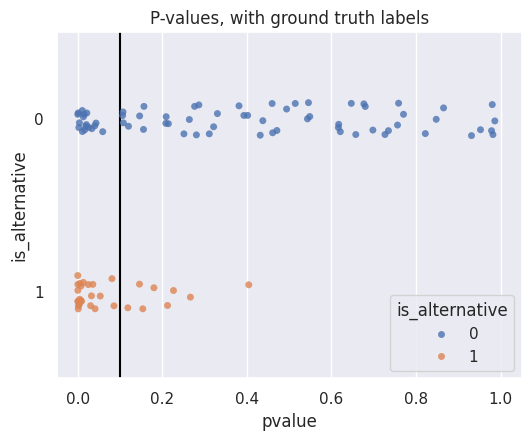 P-values, with ground truth labels
is_alternative
0
1
is_alternative
0
1
0.0 0.2 0.4 0.6 0.8 1.0
pvalue